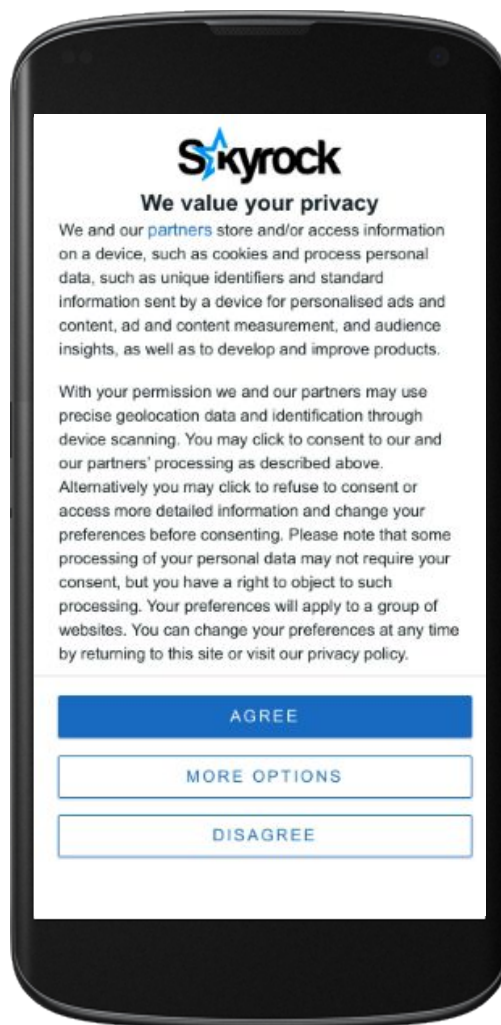 Skyrock
We value your privacy
We and our partners store and/or access information
on a device, such as cookies and process personal
data, such as unique identifiers and standard
information sent by a device for personalised ads and
content, ad and content measurement, and audience
insights, as well as to develop and improve products.
With your permission we and our partners may use
precise geolocation data and identification through
device scanning. You may click to consent to our and
our partners’ processing as described above.
Alternatively you may click to refuse to consent or
access more detailed information and change your
preferences before consenting. Please note that some
processing of your personal data may not require your
consent, but you have a right to object to such
processing. Your preferences will apply to a group of
websites. You can change your preferences at any time
by returning to this site or visit our privacy policy.
AGREE
MORE OPTIONS
DISAGREE